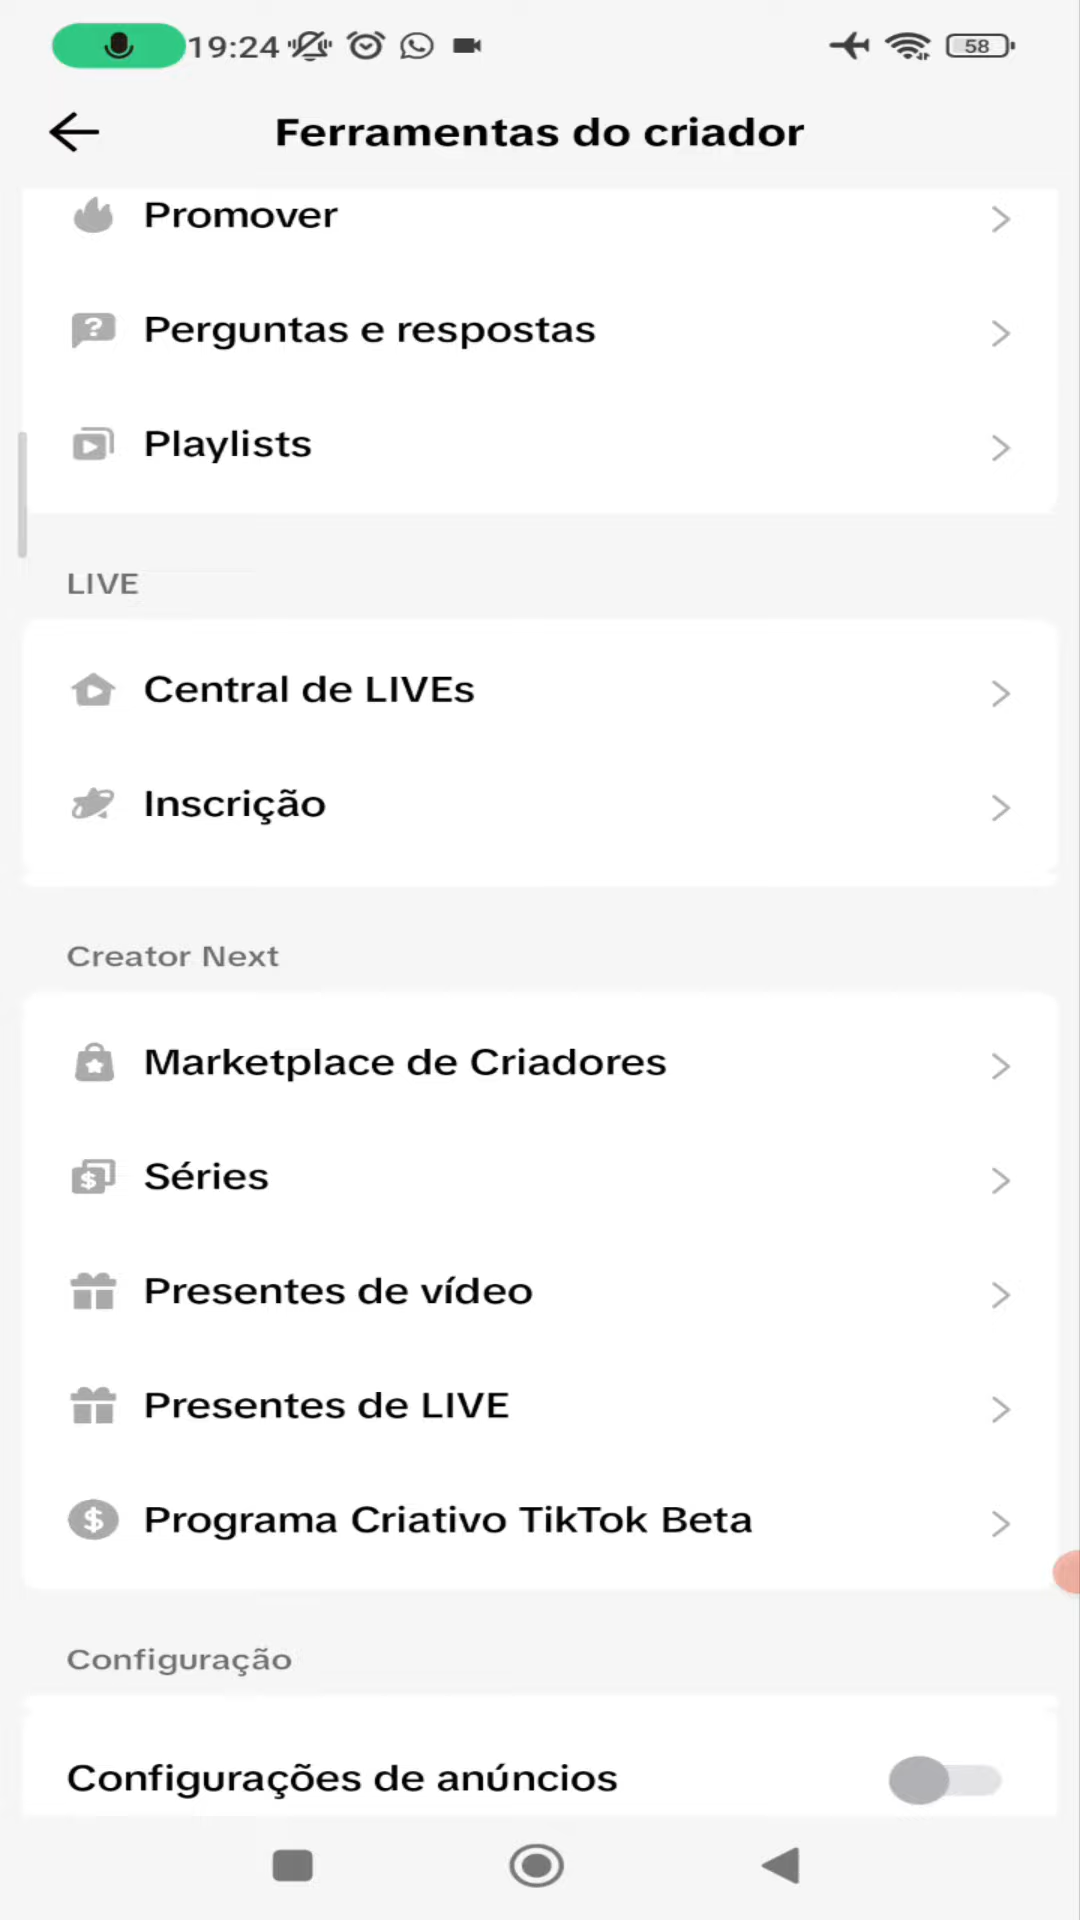 19:24
58
Ferramentas do criador
Promover
Perguntas e respostas
Playlists
LIVE
Central de LIVEs
Inscrição
Creator Next
Marketplace de Criadores
Séries
Presentes de vídeo
Presentes de LIVE
Programa Criativo TikTok Beta
Configuração
Configurações de anúncios